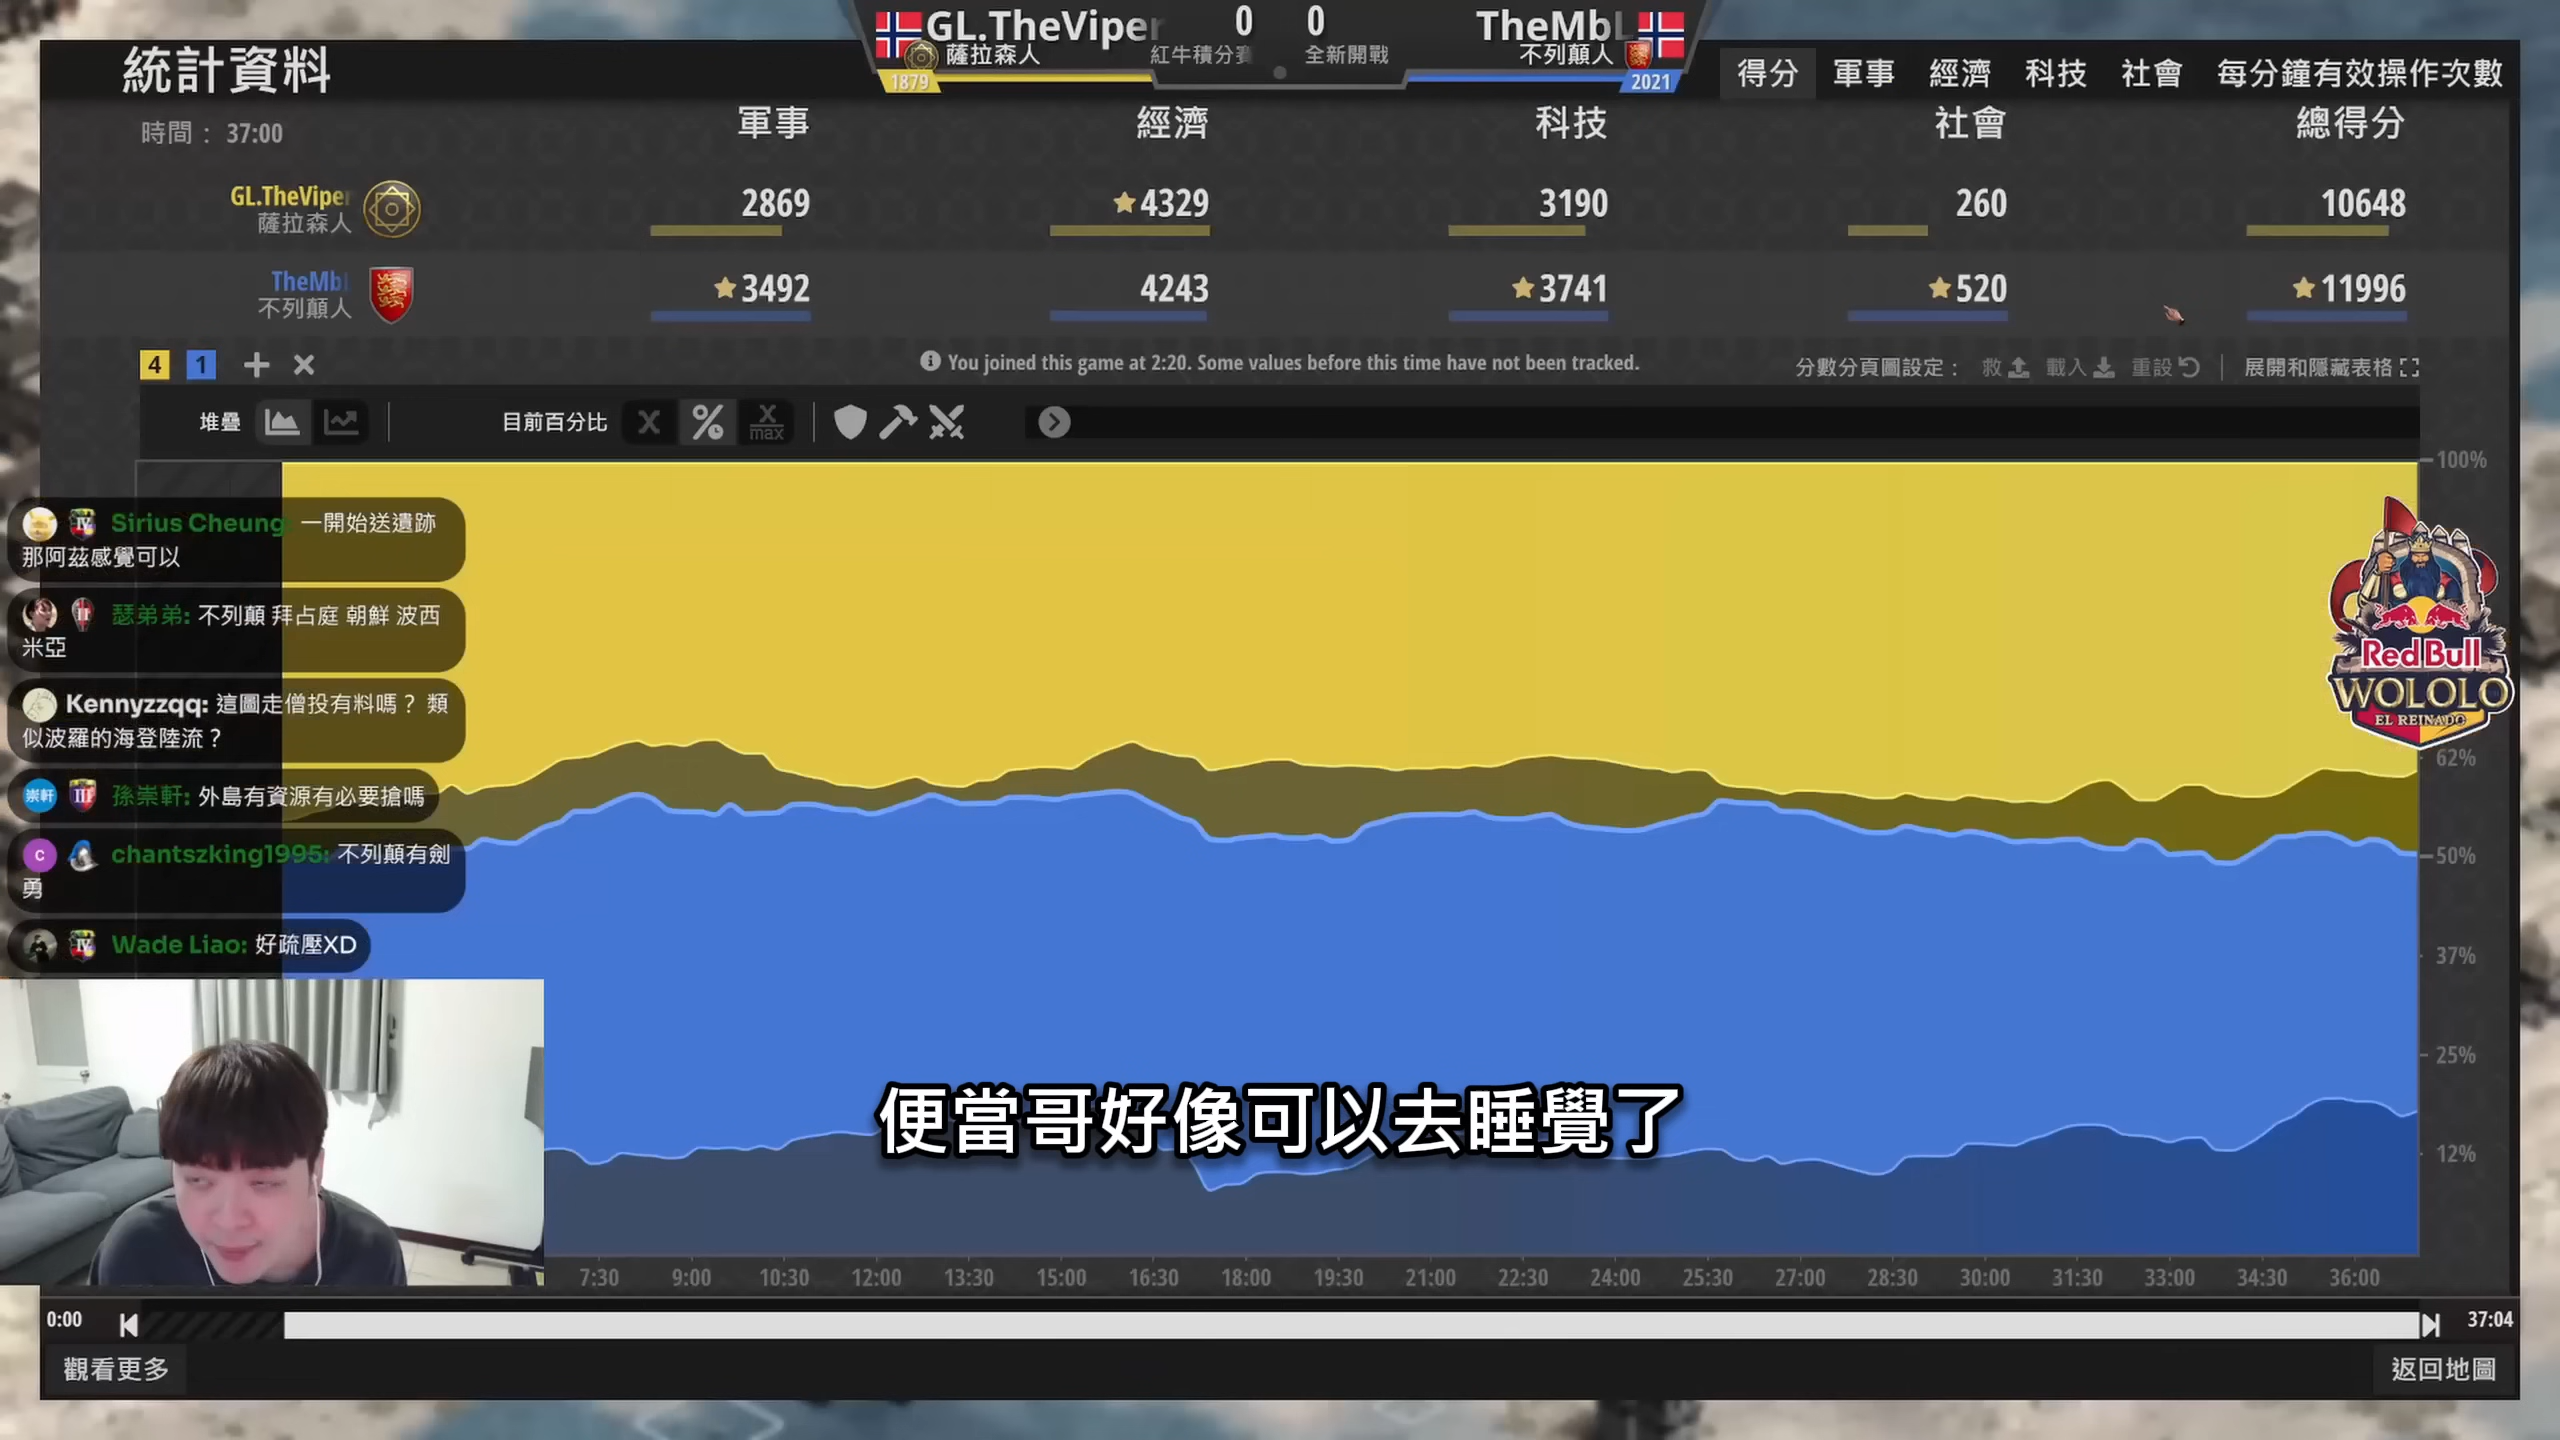 GL.TheViper 0 0 TheMbL
薩拉森人 紅牛積分賽 全新開戰 不列顛人
1879 2021
統計資料
得分 軍事 經濟 科技 社會 每分鐘有效操作次數
時間： 37:00 軍事 經濟 科技 社會 總得分
GL.TheViper 2869 4329 3190 260 10648
薩拉森人
TheMbl 3492 4243 3741 520 11996
不列顛人
4 1
You joined this game at 2:20. Some values before this time have not been tracked.
分數分頁圖設定： 救 載入 重設 展開和隱藏表格
堆疊 目前百分比 X % X max
100%
Sirius Cheung 一開始送遺跡
那阿茲感覺可以
瑟弟弟: 不列顛 拜占庭 朝鮮 波西
米亞
Kennyzzqq: 這圖走僧投有料嗎？ 類
似波羅的海登陸流？
孫崇軒: 外島有資源有必要搶嗎
崇軒
chantszking1995: 不列顛有劍
勇
Wade Liao: 好疏壓XD
Red Bull
WOLOLO
EL REINADO
62%
50%
37%
25%
12%
便當哥好像可以去睡覺了
7:30 9:00 10:30 12:00 13:30 15:00 16:30 18:00 19:30 21:00 22:30 24:00 25:30 27:00 28:30 30:00 31:30 33:00 34:30 36:00
0:00 37:04
觀看更多 返回地圖